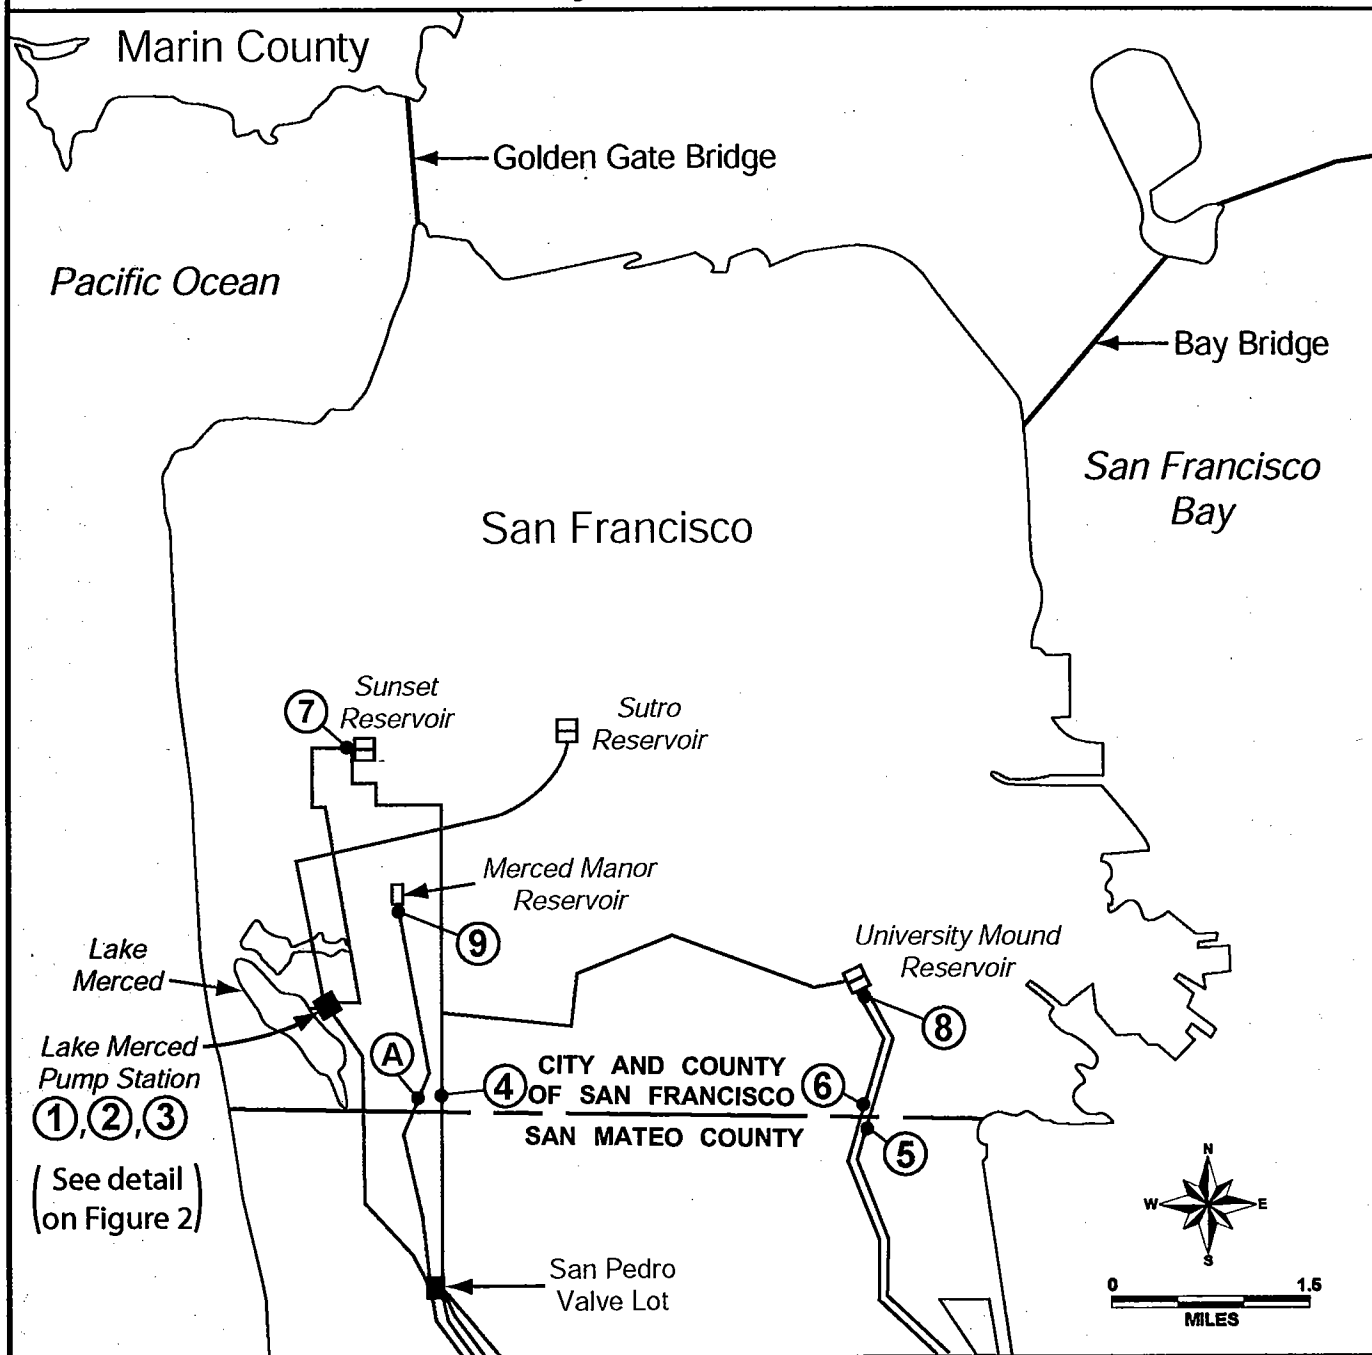 Marin County
Golden Gate Bridge
Pacific Ocean
Bay Bridge
San Francisco
Bay
San Francisco
7
Sunset
Reservoir
Sutro
Reservoir
Merced Manor
Reservoir
9
Lake
Merced
University Mound
Reservoir
8
Lake Merced
Pump Station
1, 2, 3
(See detail
on Figure 2)
A
4
CITY AND COUNTY
OF SAN FRANCISCO
6
SAN MATEO COUNTY
5
San Pedro
Valve Lot
N
W E
S
0 1.5
MILES